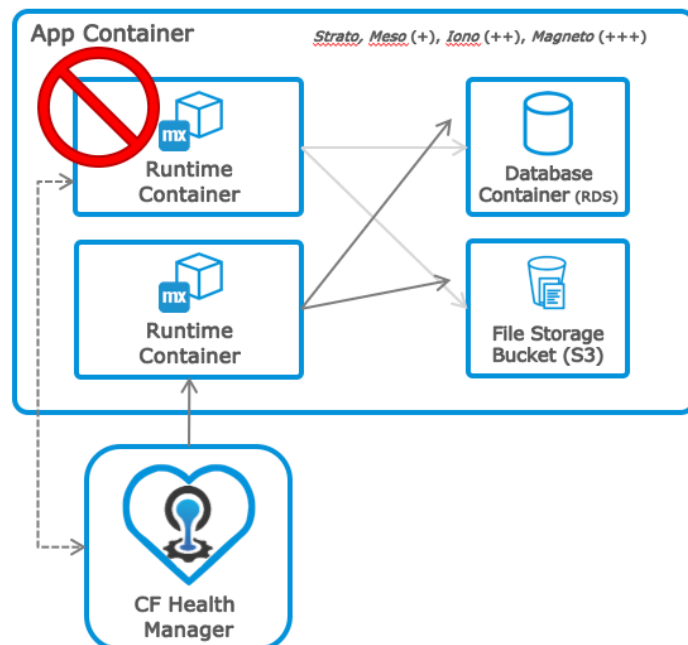 App Container
Strato, Meso (+), Iono (++), Magneto (+++)
mx
Runtime
Container
Database
Container (RDS)
mx
Runtime
Container
File Storage
Bucket (S3)
CF Health
Manager